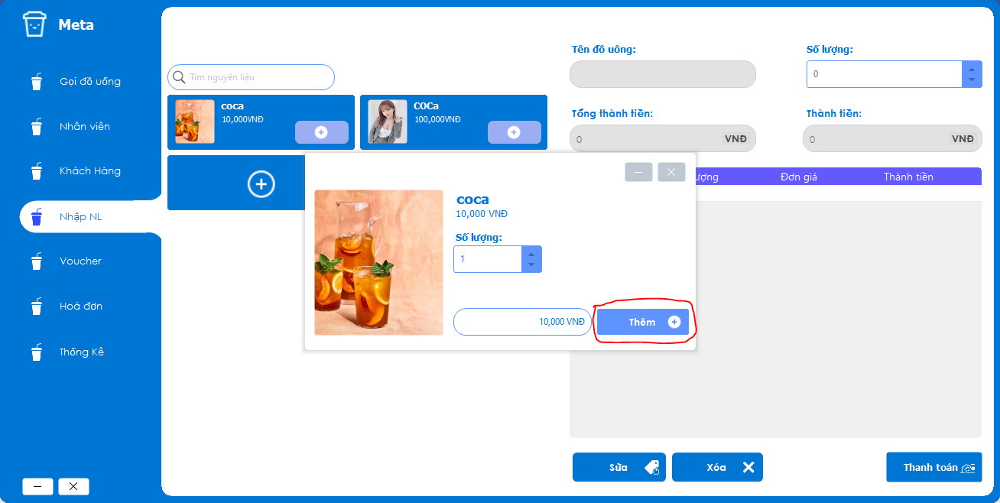 Meta
Gọi đồ uống
Nhân viên
Khách Hàng
Nhập NL
Voucher
Hoá đơn
Thống Kê
Tìm nguyên liệu
coca
10,000VNĐ
COCa
100,000VNĐ
Tên đồ uông:
Số lượng:
0
Tổng thành tiền:
Thành tiền:
0 VNĐ
0 VNĐ
ượng Đơn giá Thành tiền
coca
10,000 VNĐ
Số lượng:
1
10,000 VNĐ
Thêm
Sửa
Xóa
Thanh toán